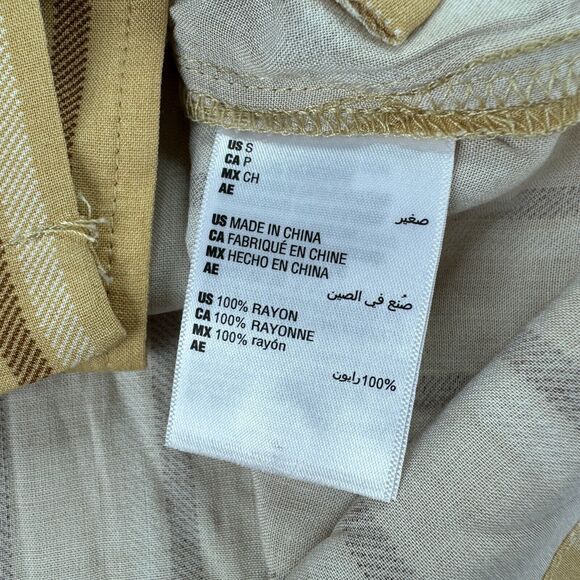 US S
CA P
MX CH
AE
صغير
US MADE IN CHINA
CA FABRIQUÉ EN CHINE
MX HECHO EN CHINA
AE
صُنع في الصين
US 100% RAYON
CA 100% RAYONNE
MX 100% rayón
AE
100% رايون